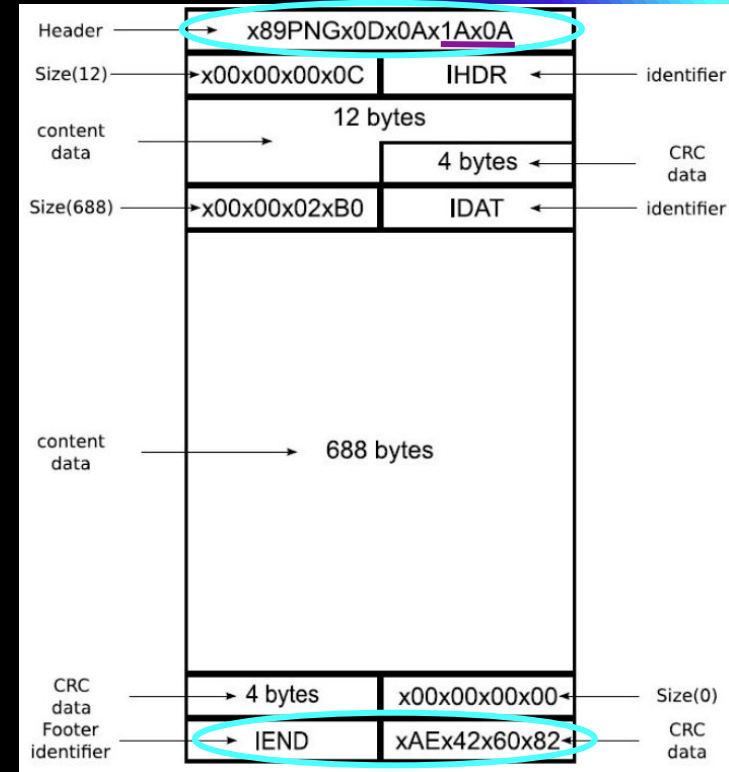 Header x89PNGx0Dx0Ax1Ax0A
Size(12) x00x00x00x0C IHDR identifier
content data 12 bytes
4 bytes CRC data
Size(688) x00x00x02xB0 IDAT identifier
content data 688 bytes
CRC data 4 bytes x00x00x00x00 Size(0)
Footer identifier IEND xAEx42x60x82 CRC data